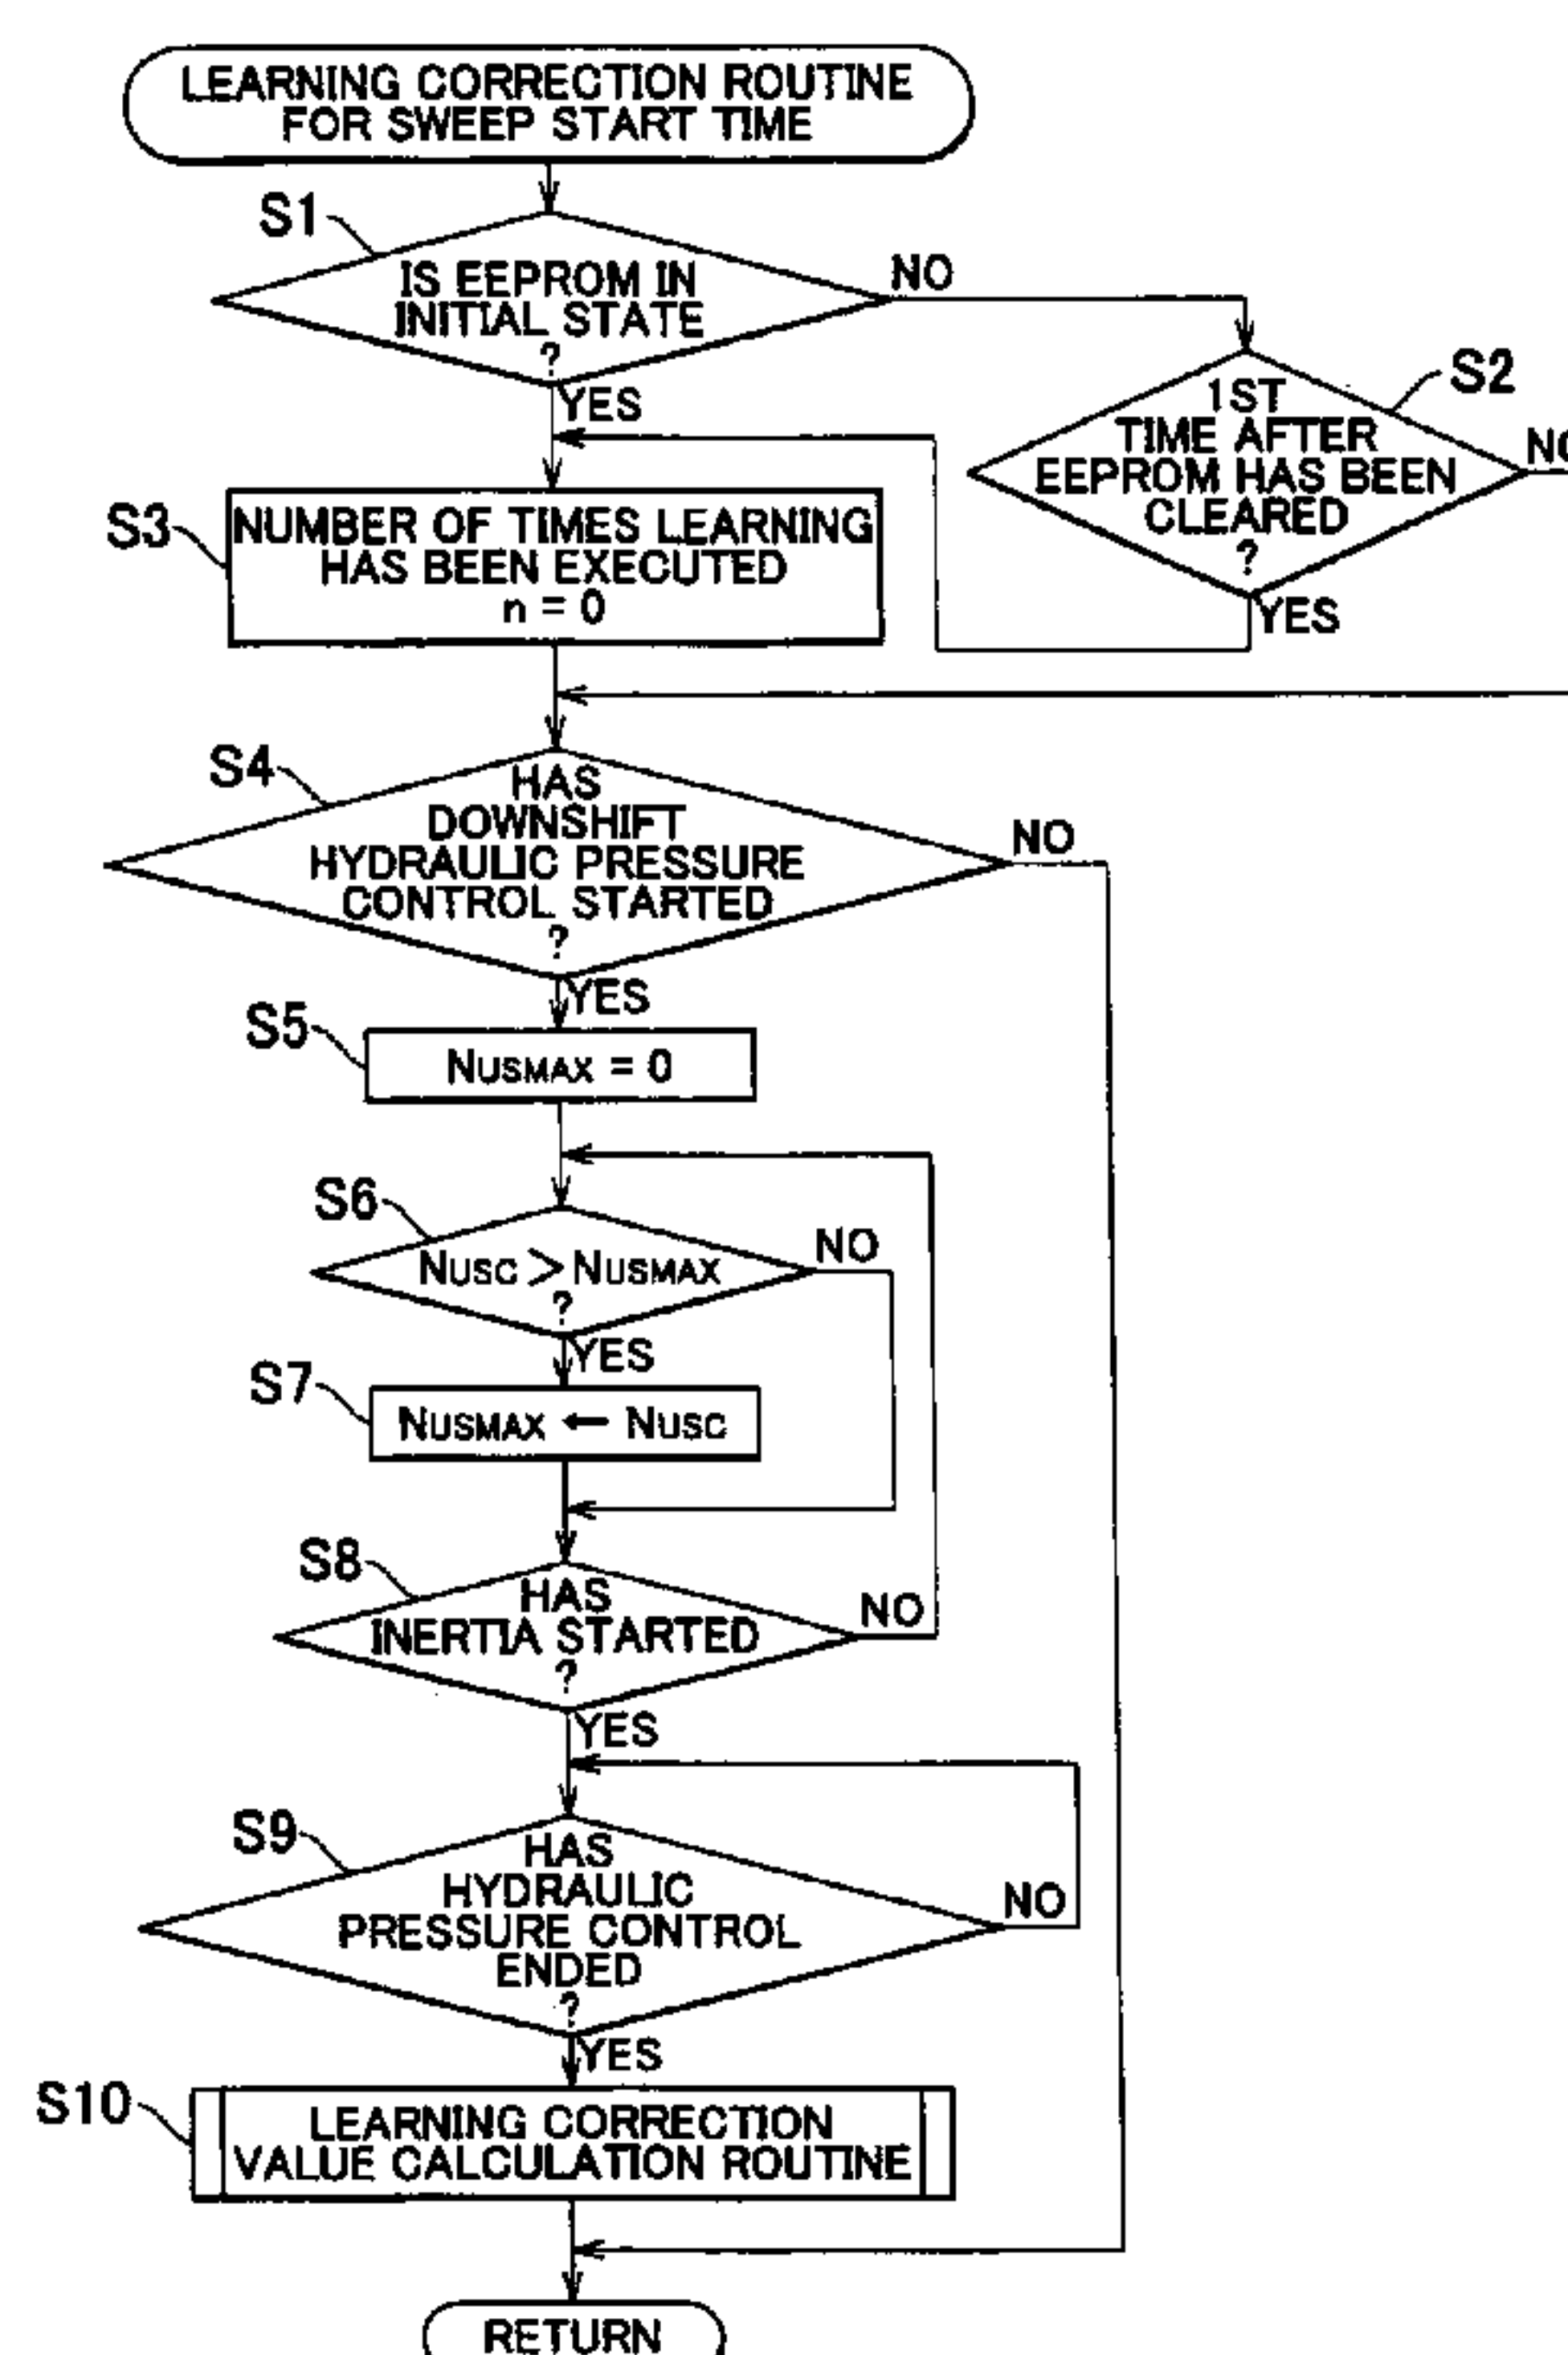 LEARNING CORRECTION ROUTINE
FOR SWEEP START TIME
S1
IS EEPROM IN
INITIAL STATE
?
NO
YES
S2
1ST
TIME AFTER
EEPROM HAS BEEN
CLEARED
?
NO
YES
S3
NUMBER OF TIMES LEARNING
HAS BEEN EXECUTED
n = 0
S4
HAS
DOWNSHIFT
HYDRAULIC PRESSURE
CONTROL STARTED
?
NO
YES
S5
NUSMAX = 0
S6
NUSC > NUSMAX
?
NO
YES
S7
NUSMAX ← NUSC
S8
HAS
INERTIA STARTED
?
NO
YES
S9
HAS
HYDRAULIC
PRESSURE CONTROL
ENDED
?
NO
YES
S10
LEARNING CORRECTION
VALUE CALCULATION ROUTINE
RETURN